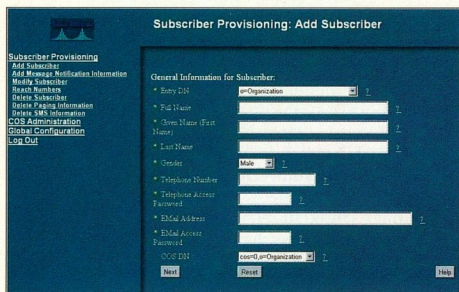 Subscriber Provisioning: Add Subscriber
Subscriber Provisioning
Add Subscriber
Add Message Notification Information
Modify Subscriber
Reach Numbers
Delete Subscriber
Delete Paging Information
Delete SMS Information
COS Administration
Global Configuration
Log Out
General Information for Subscriber:
* Entry DN o=Organization ?
* Full Name ?
* Given Name (First Name) ?
* Last Name ?
* Gender Male ?
* Telephone Number ?
* Telephone Access Password ?
* EMail Address ?
* EMail Access Password ?
COS DN cos=0,o=Organization ?
Next Reset Help